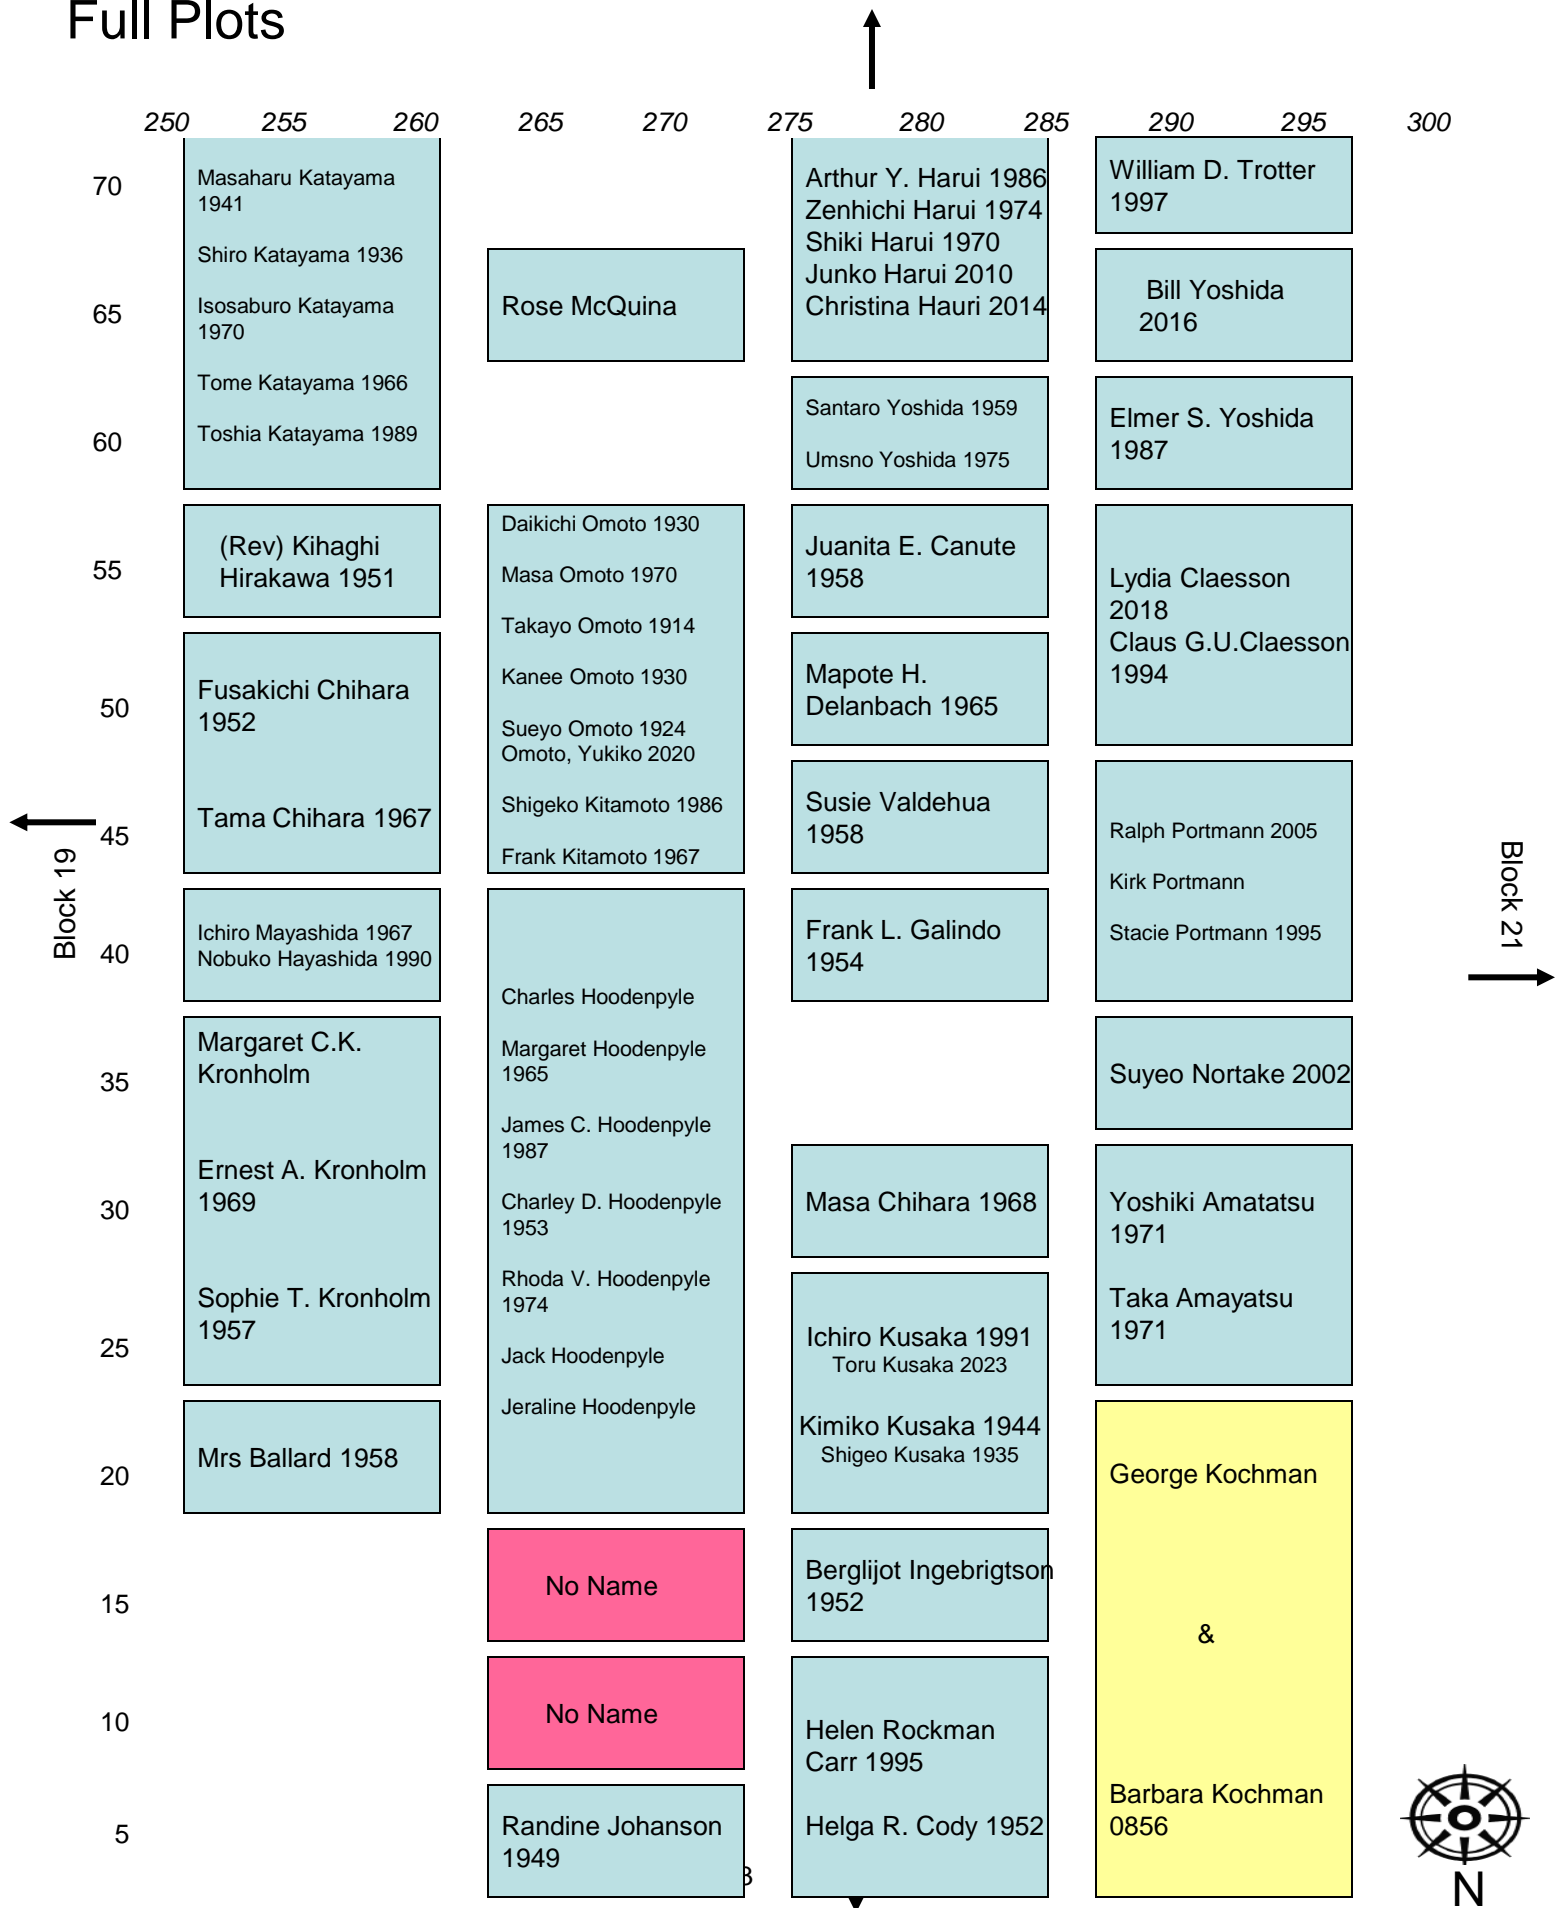 Full Plots
250 255 260 265 270 275 280 285 290 295 300
70
65
60
55
50
45
40
35
30
25
20
15
10
5
Block 19
Masaharu Katayama
1941
Shiro Katayama 1936
Isosaburo Katayama
1970
Tome Katayama 1966
Toshia Katayama 1989
(Rev) Kihaghi
Hirakawa 1951
Fusakichi Chihara
1952
Tama Chihara 1967
Ichiro Mayashida 1967
Nobuko Hayashida 1990
Margaret C.K.
Kronholm
Ernest A. Kronholm
1969
Sophie T. Kronholm
1957
Mrs Ballard 1958
Rose McQuina
Daikichi Omoto 1930
Masa Omoto 1970
Takayo Omoto 1914
Kanee Omoto 1930
Sueyo Omoto 1924
Omoto, Yukiko 2020
Shigeko Kitamoto 1986
Frank Kitamoto 1967
Charles Hoodenpyle
Margaret Hoodenpyle
1965
James C. Hoodenpyle
1987
Charley D. Hoodenpyle
1953
Rhoda V. Hoodenpyle
1974
Jack Hoodenpyle
Jeraline Hoodenpyle
No Name
No Name
Randine Johanson
1949
Arthur Y. Harui 1986
Zenhichi Harui 1974
Shiki Harui 1970
Junko Harui 2010
Christina Hauri 2014
Santaro Yoshida 1959
Umsno Yoshida 1975
Juanita E. Canute
1958
Mapote H.
Delanbach 1965
Susie Valdehua
1958
Frank L. Galindo
1954
Masa Chihara 1968
Ichiro Kusaka 1991
Toru Kusaka 2023
Kimiko Kusaka 1944
Shigeo Kusaka 1935
Berglijot Ingebrigtson
1952
Helen Rockman
Carr 1995
Helga R. Cody 1952
William D. Trotter
1997
Bill Yoshida
2016
Elmer S. Yoshida
1987
Lydia Claesson
2018
Claus G.U.Claesson
1994
Ralph Portmann 2005
Kirk Portmann
Stacie Portmann 1995
Suyeo Nortake 2002
Yoshiki Amatatsu
1971
Taka Amayatsu
1971
George Kochman
&
Barbara Kochman
0856
Block 21
N